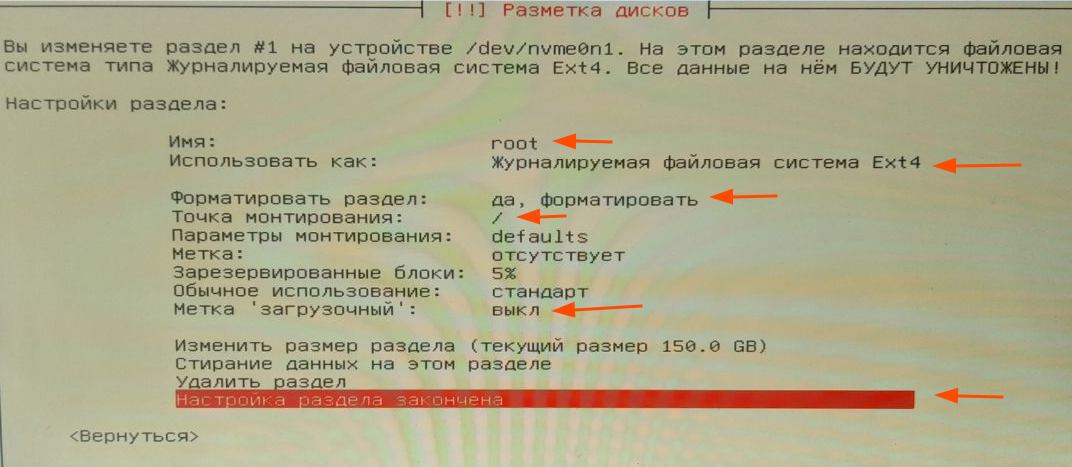 [!!] Разметка дисков
Вы изменяете раздел #1 на устройстве /dev/nvme0n1. На этом разделе находится файловая
система типа Журналируемая файловая система Ext4. Все данные на нём БУДУТ УНИЧТОЖЕНЫ!
Настройки раздела:
Имя: root
Использовать как: Журналируемая файловая система Ext4
Форматировать раздел: да, форматировать
Точка монтирования: /
Параметры монтирования: defaults
Метка: отсутствует
Зарезервированные блоки: 5%
Обычное использование: стандарт
Метка 'загрузочный': выкл
Изменить размер раздела (текущий размер 150.0 GB)
Стирание данных на этом разделе
Удалить раздел
Настройка раздела закончена
<Вернуться>